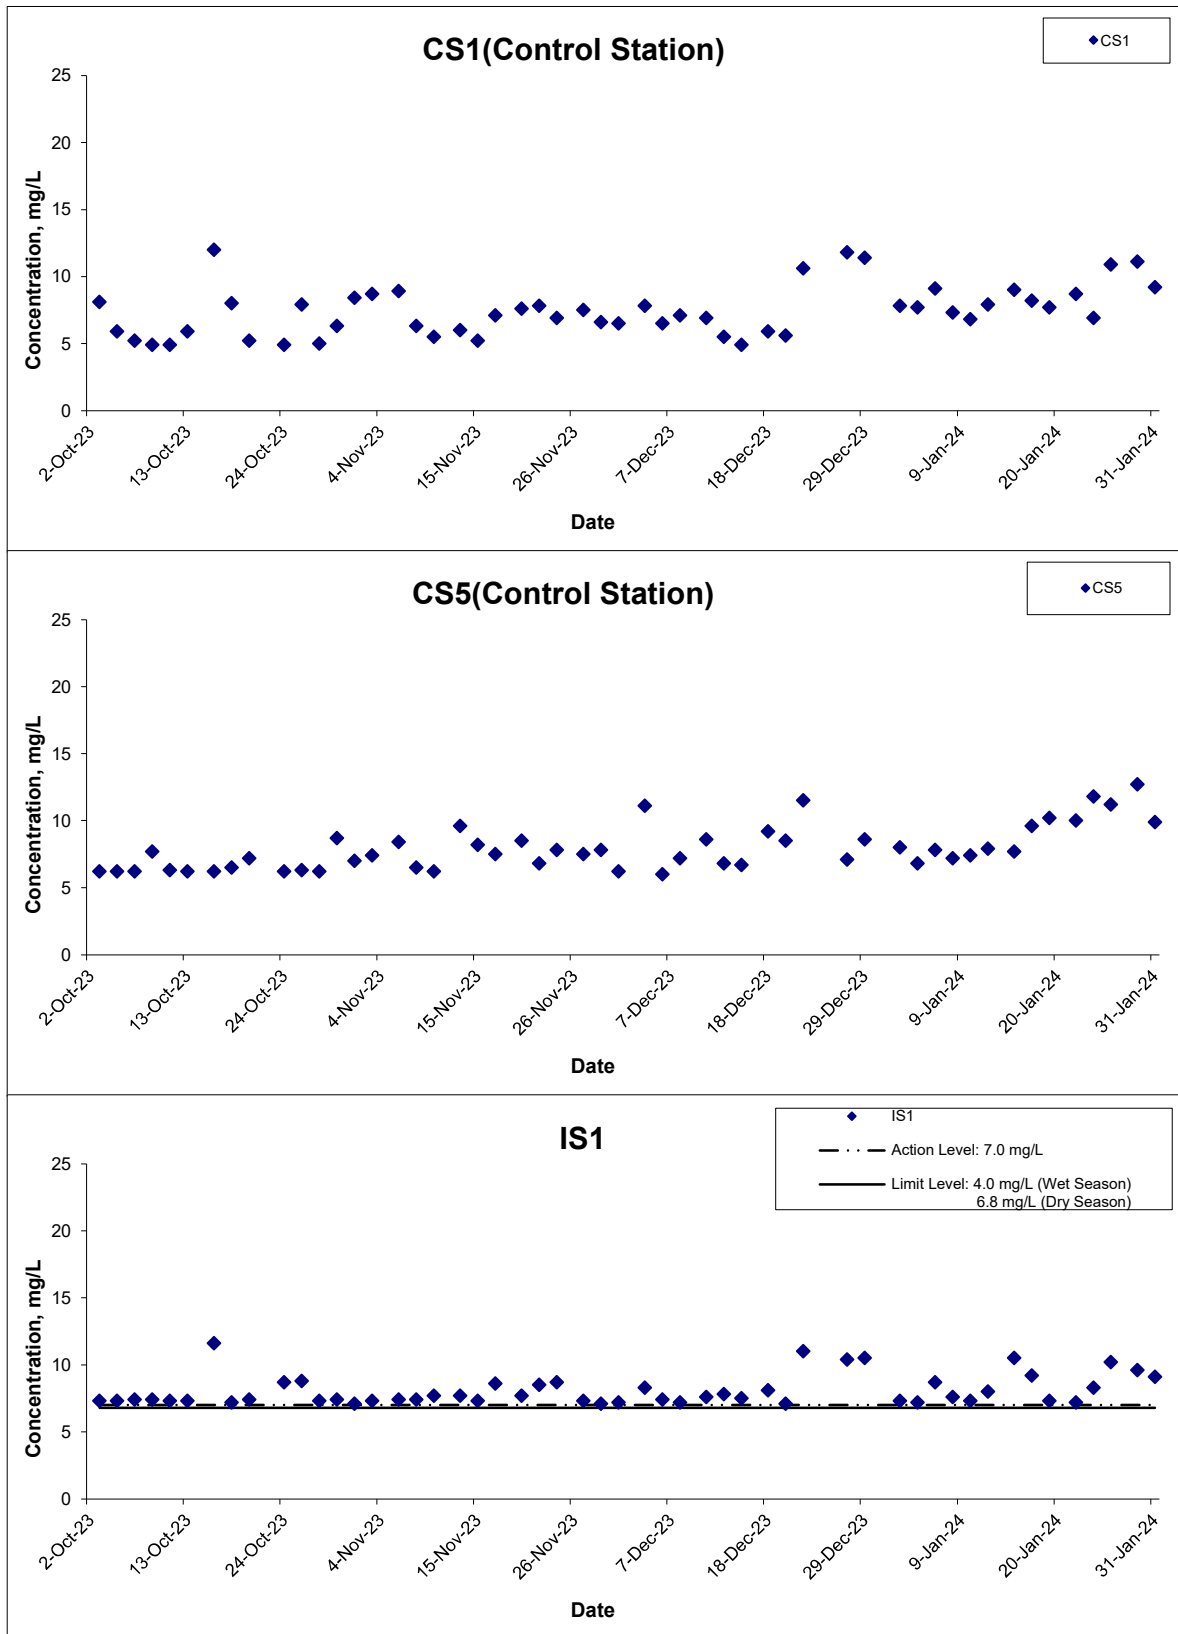 CS1(Control Station)
CS1
Concentration, mg/L
25
20
15
10
5
0
2-Oct-23
13-Oct-23
24-Oct-23
4-Nov-23
15-Nov-23
26-Nov-23
7-Dec-23
18-Dec-23
29-Dec-23
9-Jan-24
20-Jan-24
31-Jan-24
Date
CS5(Control Station)
CS5
Concentration, mg/L
25
20
15
10
5
0
2-Oct-23
13-Oct-23
24-Oct-23
4-Nov-23
15-Nov-23
26-Nov-23
7-Dec-23
18-Dec-23
29-Dec-23
9-Jan-24
20-Jan-24
31-Jan-24
Date
IS1
IS1
Action Level: 7.0 mg/L
Limit Level: 4.0 mg/L (Wet Season)
6.8 mg/L (Dry Season)
Concentration, mg/L
25
20
15
10
5
0
2-Oct-23
13-Oct-23
24-Oct-23
4-Nov-23
15-Nov-23
26-Nov-23
7-Dec-23
18-Dec-23
29-Dec-23
9-Jan-24
20-Jan-24
31-Jan-24
Date